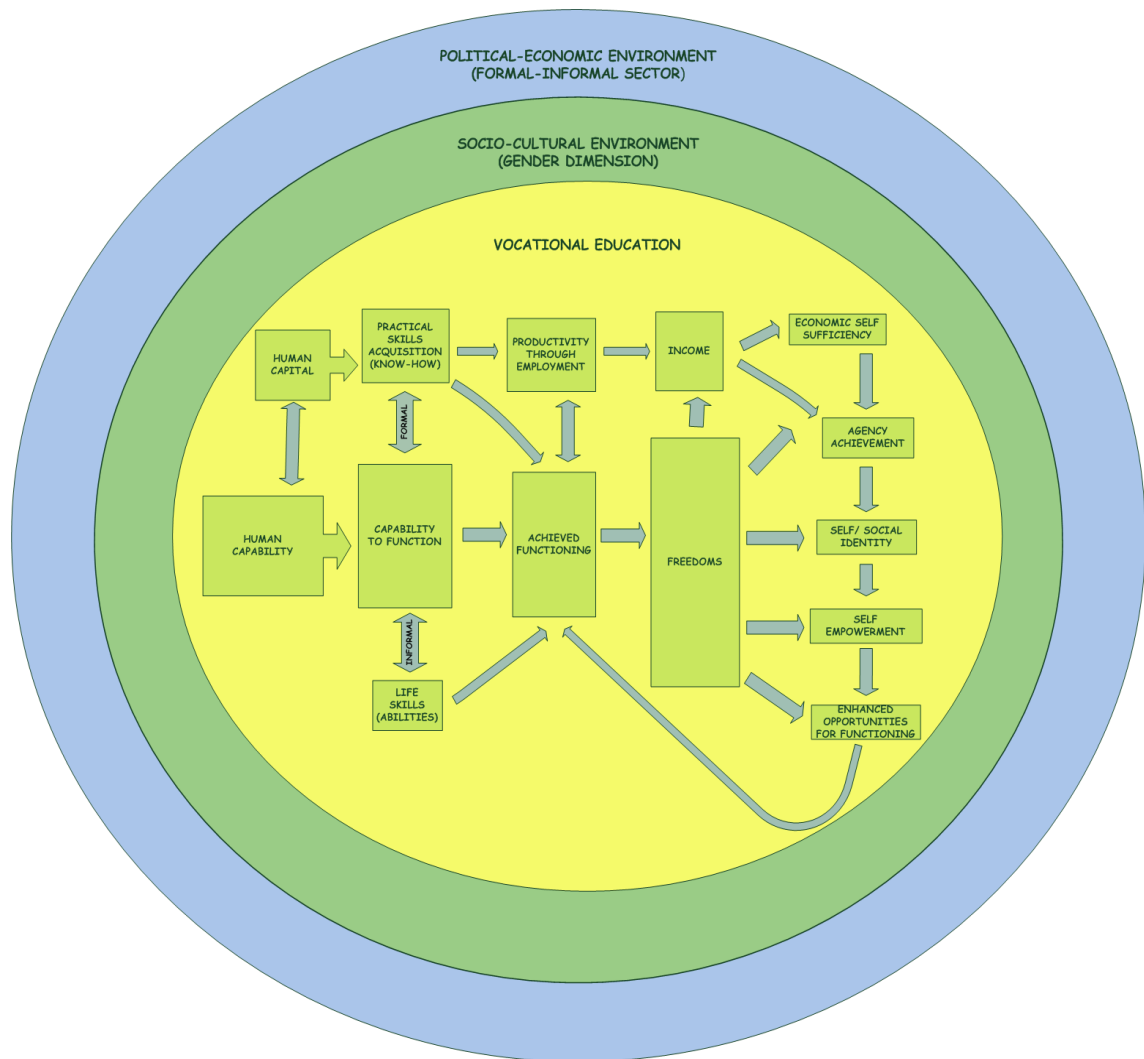 POLITICAL-ECONOMIC ENVIRONMENT
(FORMAL-INFORMAL SECTOR)
SOCIO-CULTURAL ENVIRONMENT
(GENDER DIMENSION)
VOCATIONAL EDUCATION
HUMAN
CAPITAL
PRACTICAL
SKILLS
ACQUISITION
(KNOW-HOW)
PRODUCTIVITY
THROUGH
EMPLOYMENT
INCOME
ECONOMIC SELF
SUFFICIENCY
FORMAL
AGENCY
ACHIEVEMENT
HUMAN
CAPABILITY
CAPABILITY
TO FUNCTION
ACHIEVED
FUNCTIONING
FREEDOMS
SELF/ SOCIAL
IDENTITY
SELF
EMPOWERMENT
INFORMAL
LIFE
SKILLS
(ABILITIES)
ENHANCED
OPPORTUNITIES
FOR FUNCTIONING